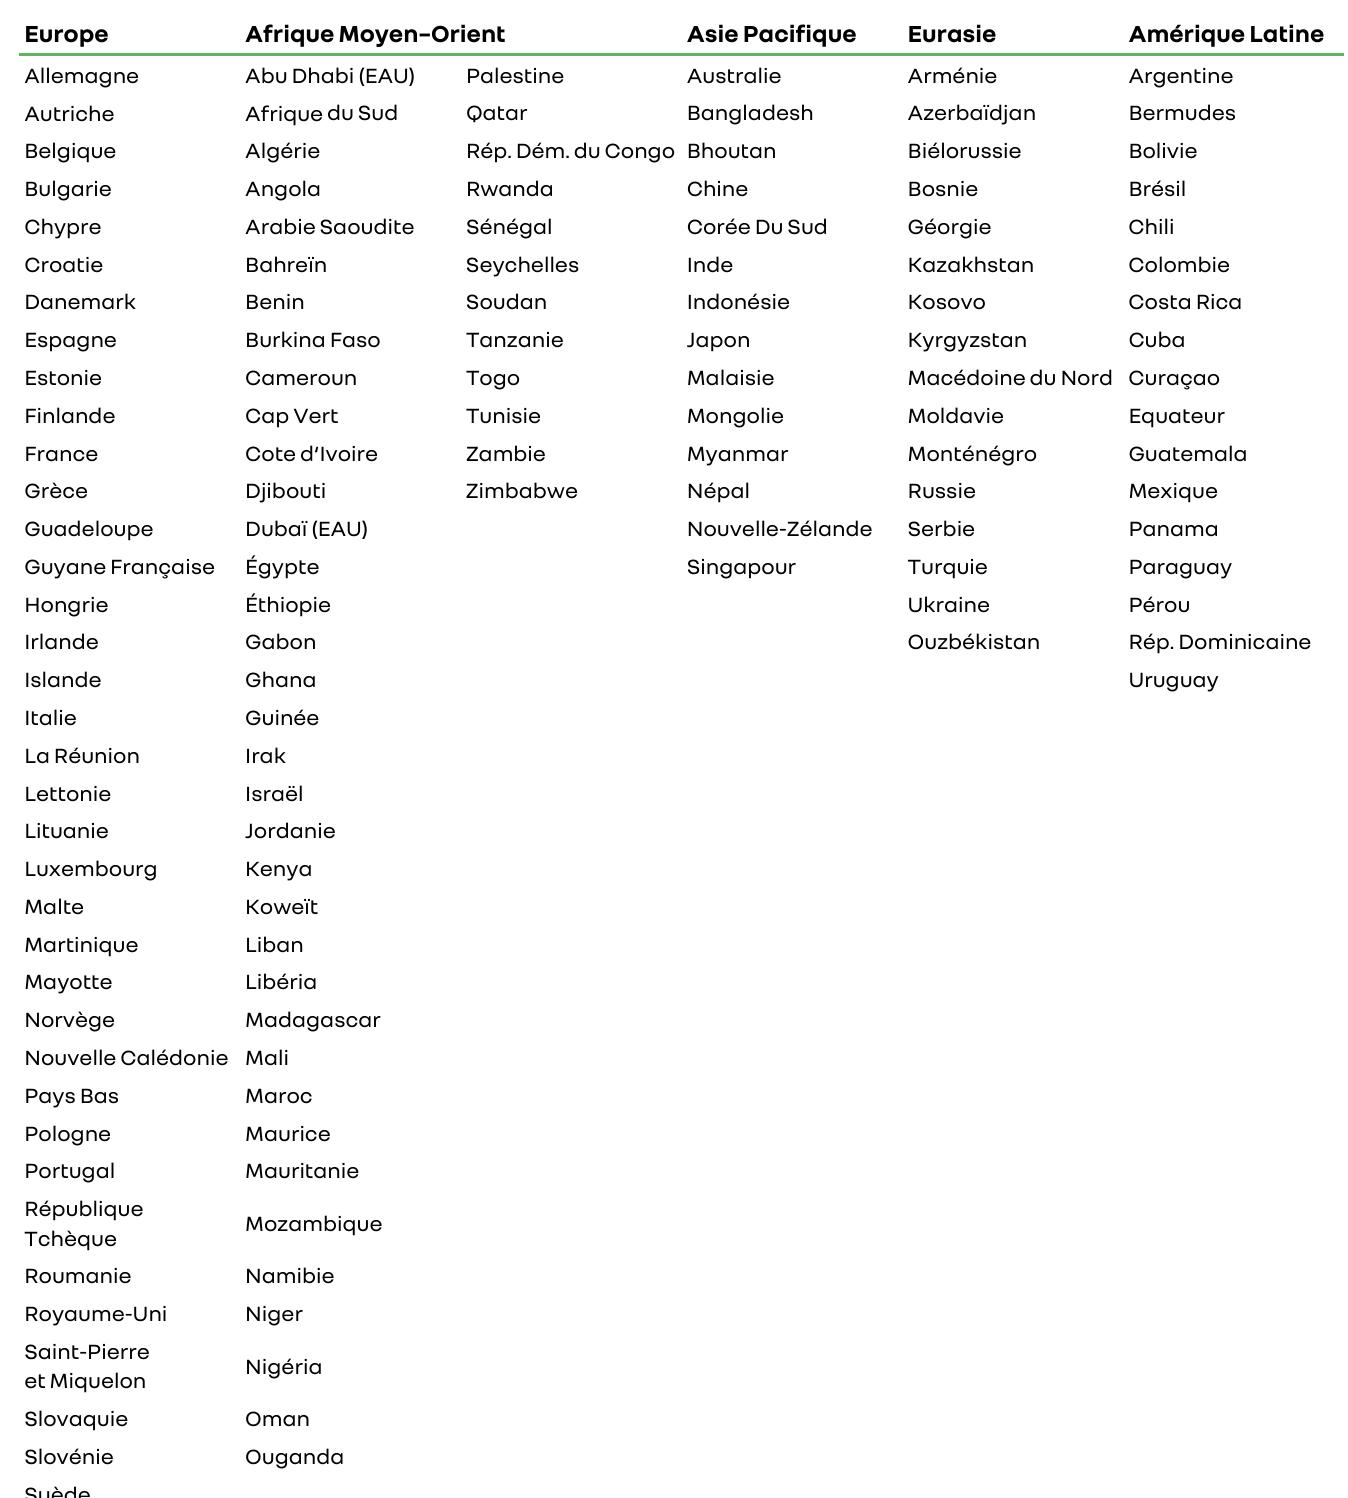 Europe Afrique Moyen–Orient Asie Pacifique Eurasie Amérique Latine
Allemagne Abu Dhabi (EAU) Palestine Australie Arménie Argentine
Autriche Afrique du Sud Qatar Bangladesh Azerbaïdjan Bermudes
Belgique Algérie Rép. Dém. du Congo Bhoutan Biélorussie Bolivie
Bulgarie Angola Rwanda Chine Bosnie Brésil
Chypre Arabie Saoudite Sénégal Corée Du Sud Géorgie Chili
Croatie Bahreïn Seychelles Inde Kazakhstan Colombie
Danemark Benin Soudan Indonésie Kosovo Costa Rica
Espagne Burkina Faso Tanzanie Japon Kyrgyzstan Cuba
Estonie Cameroun Togo Malaisie Macédoine du Nord Curaçao
Finlande Cap Vert Tunisie Mongolie Moldavie Equateur
France Cote d’Ivoire Zambie Myanmar Monténégro Guatemala
Grèce Djibouti Zimbabwe Népal Russie Mexique
Guadeloupe Dubaï (EAU) Nouvelle-Zélande Serbie Panama
Guyane Française Égypte Singapour Turquie Paraguay
Hongrie Éthiopie Ukraine Pérou
Irlande Gabon Ouzbékistan Rép. Dominicaine
Islande Ghana Uruguay
Italie Guinée
La Réunion Irak
Lettonie Israël
Lituanie Jordanie
Luxembourg Kenya
Malte Koweït
Martinique Liban
Mayotte Libéria
Norvège Madagascar
Nouvelle Calédonie Mali
Pays Bas Maroc
Pologne Maurice
Portugal Mauritanie
République
Tchèque Mozambique
Roumanie Namibie
Royaume-Uni Niger
Saint-Pierre
et Miquelon Nigéria
Slovaquie Oman
Slovénie Ouganda
Suède